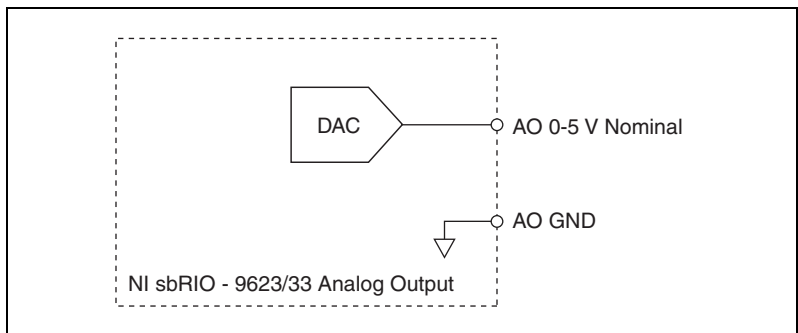 DAC
AO 0-5 V Nominal
AO GND
NI sbRIO - 9623/33 Analog Output